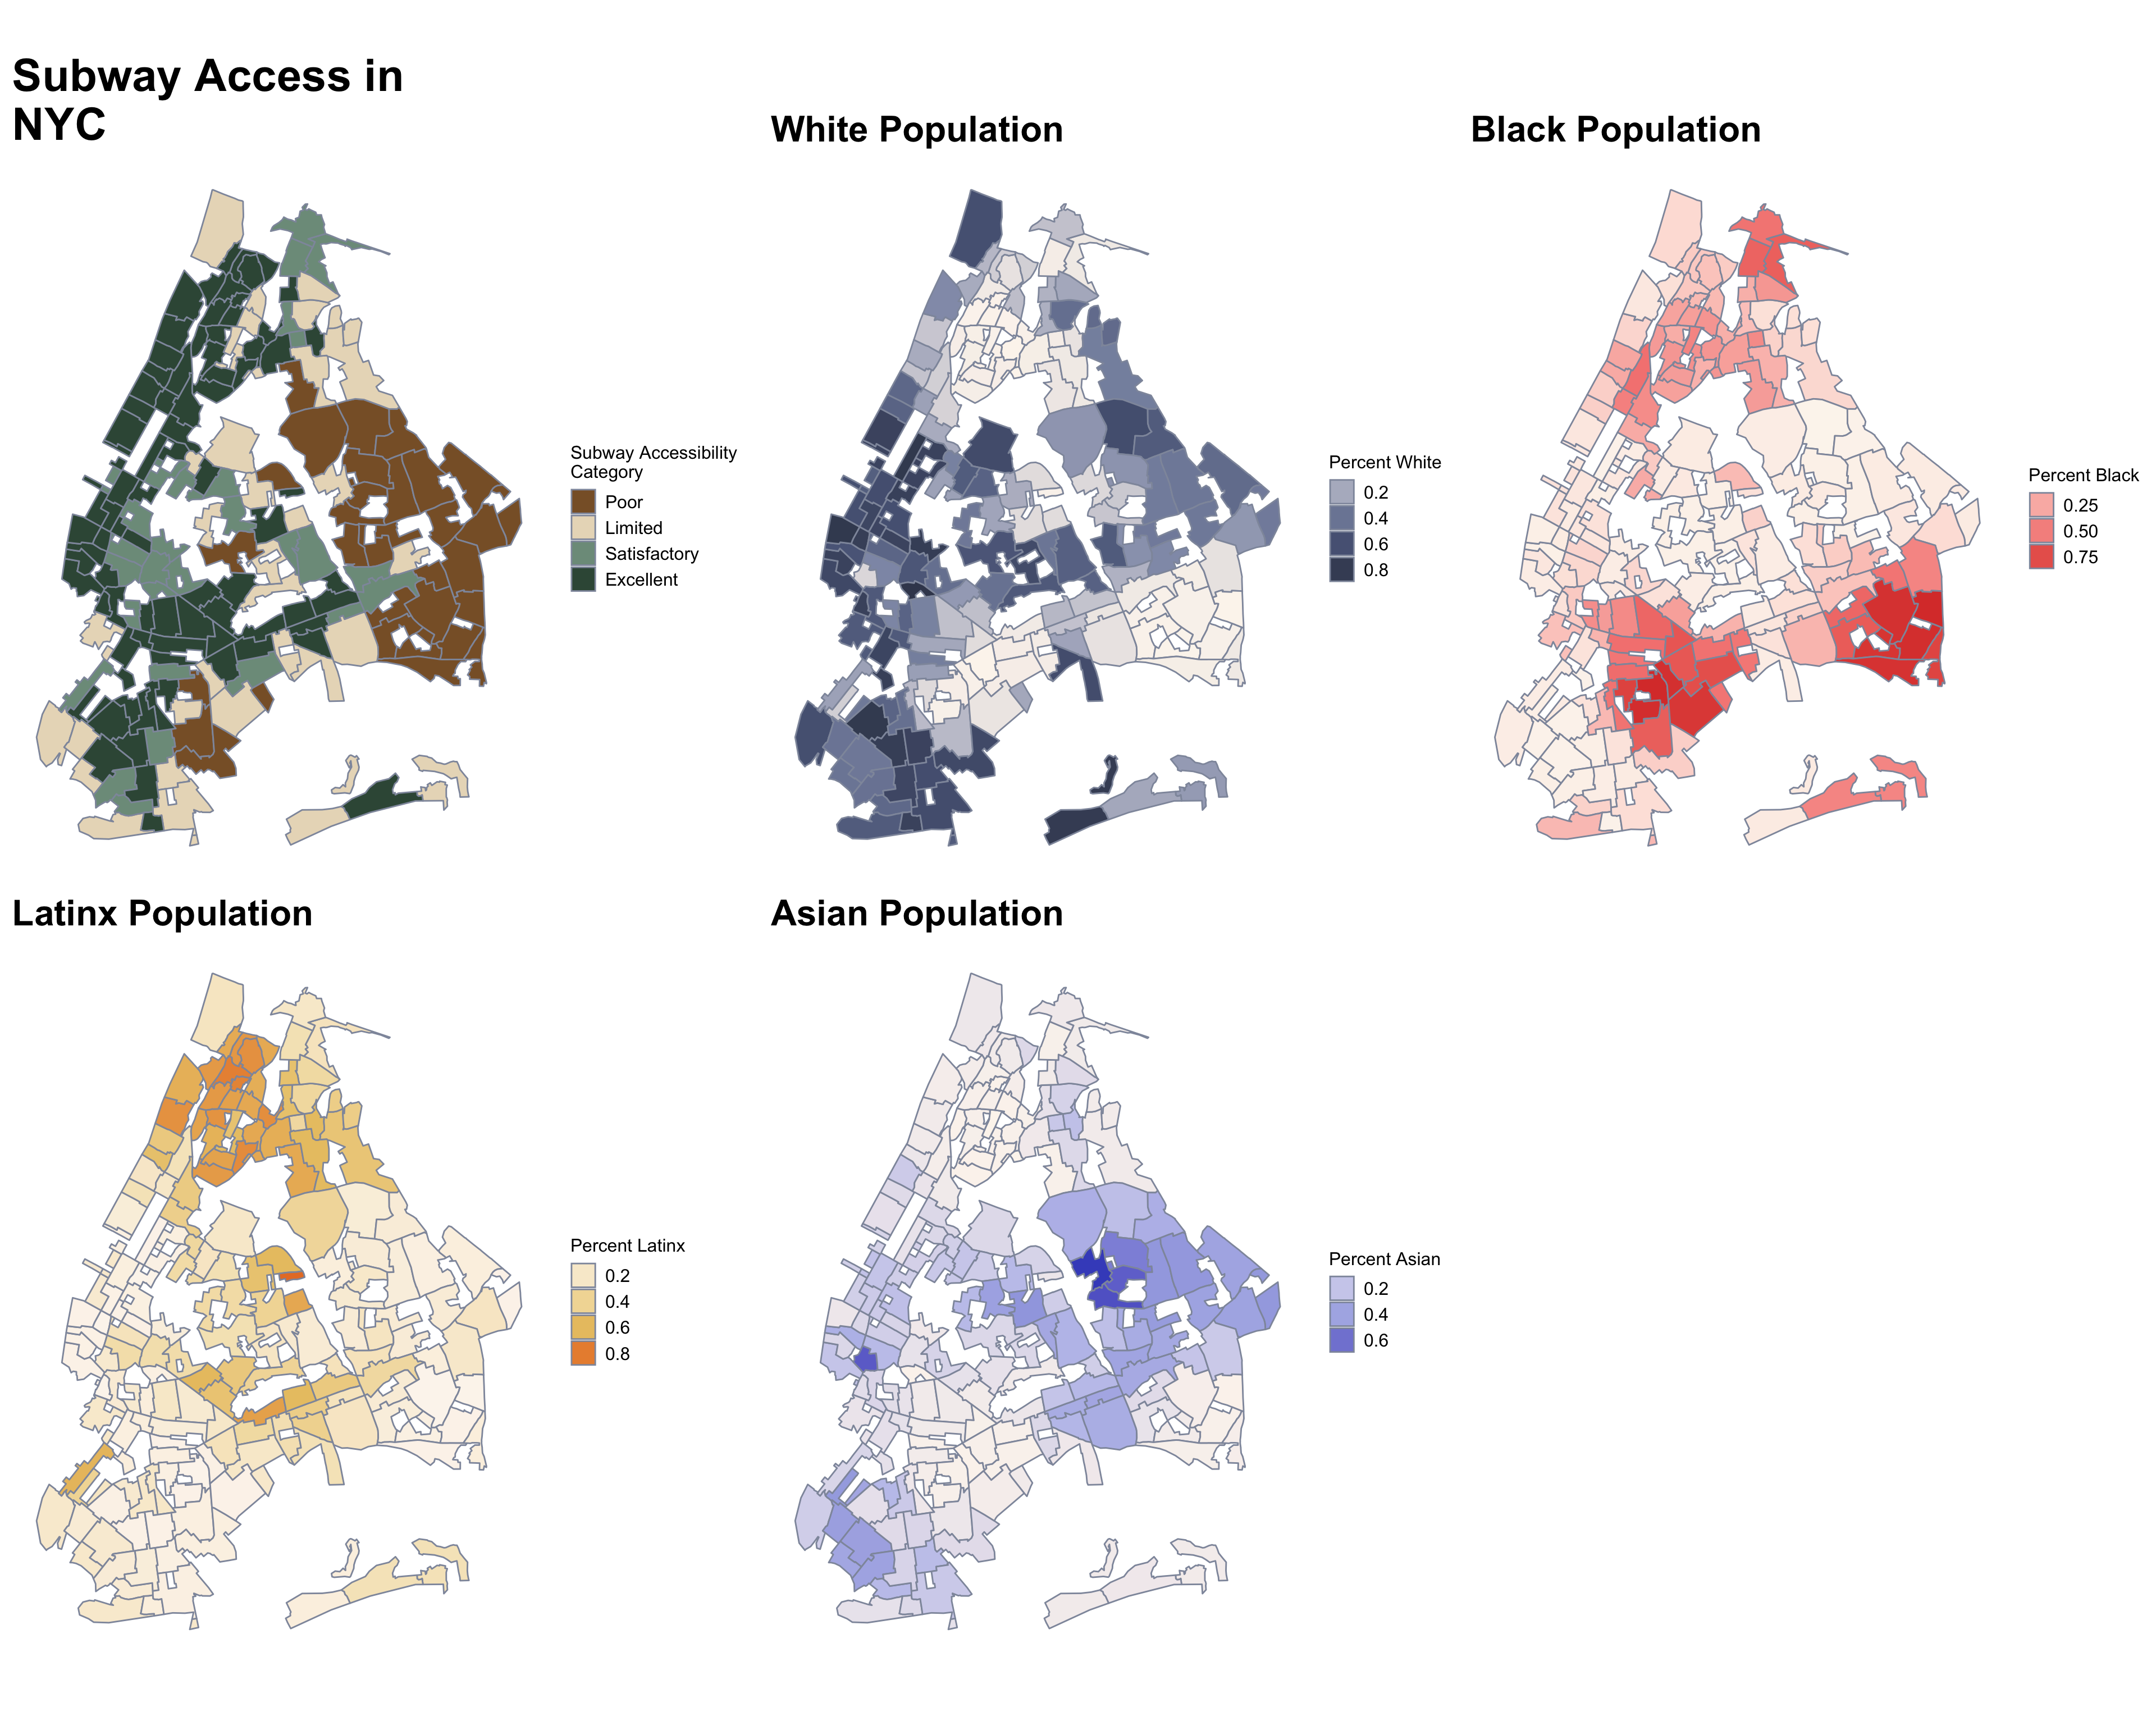 Subway Access in
NYC
White Population
Black Population
Subway Accessibility
Category
Poor
Limited
Satisfactory
Excellent
Percent White
0.2
0.4
0.6
0.8
Percent Black
0.25
0.50
0.75
Latinx Population
Asian Population
Percent Latinx
0.2
0.4
0.6
0.8
Percent Asian
0.2
0.4
0.6